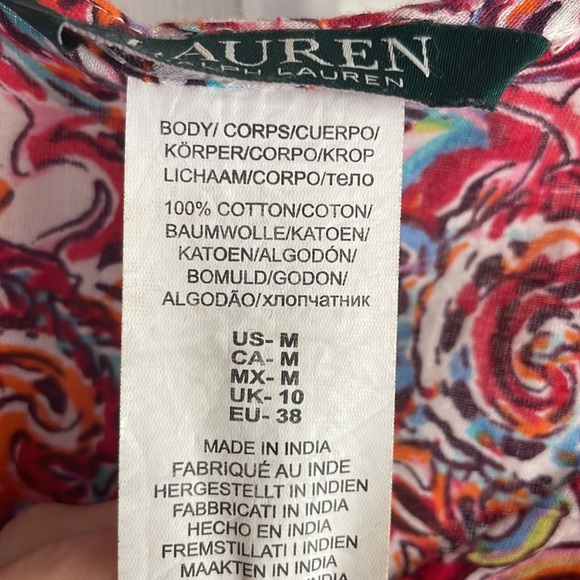 LAUREN
RALPH LAUREN
BODY/ CORPS/CUERPO/
KÖRPER/CORPO/KROP
LICHAAM/CORPO/тело
100% COTTON/COTON/
BAUMWOLLE/KATOEN/
KATOEN/ALGODÓN/
BOMULD/GODON/
ALGODÃO/хлопчатник
US- M
CA- M
MX- M
UK- 10
EU- 38
MADE IN INDIA
FABRIQUÉ AU INDE
HERGESTELLT IN INDIEN
FABBRICATI IN INDIA
HECHO EN INDIA
FREMSTILLATI I INDIEN
MAAKTEN IN INDIA